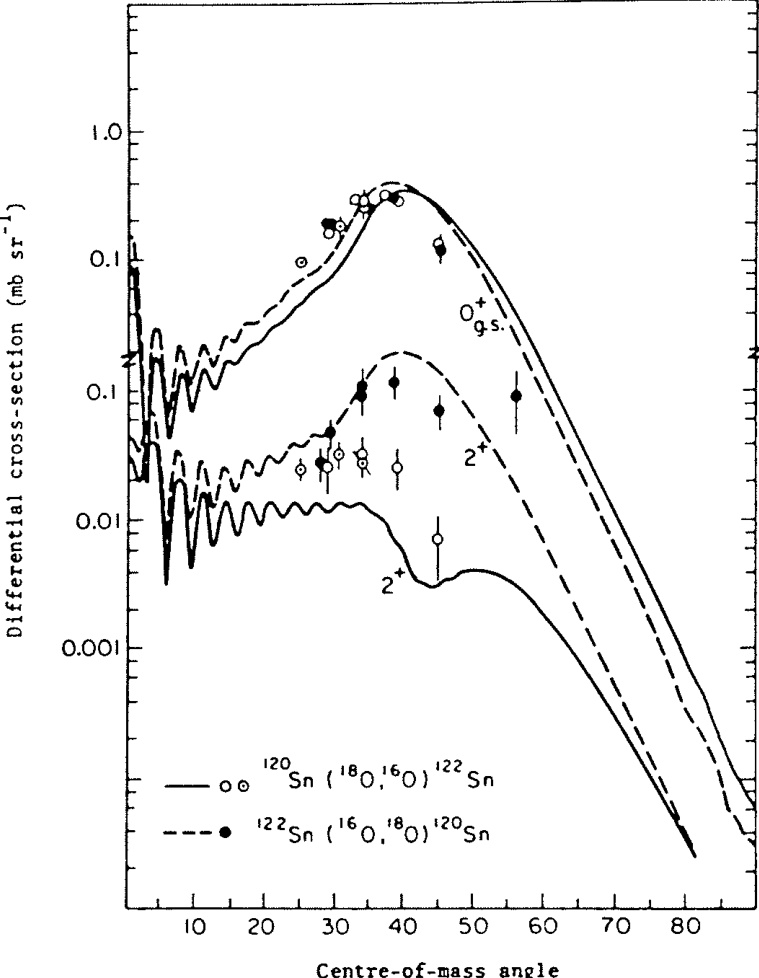 Differential cross-section (mb sr⁻¹)
1.0
0.1
0⁺g.s.
0.1
2⁺
0.01
2⁺
0.001
¹²⁰Sn (¹⁸O,¹⁶O) ¹²²Sn
¹²²Sn (¹⁶O,¹⁸O) ¹²⁰Sn
10 20 30 40 50 60 70 80
Centre-of-mass angle